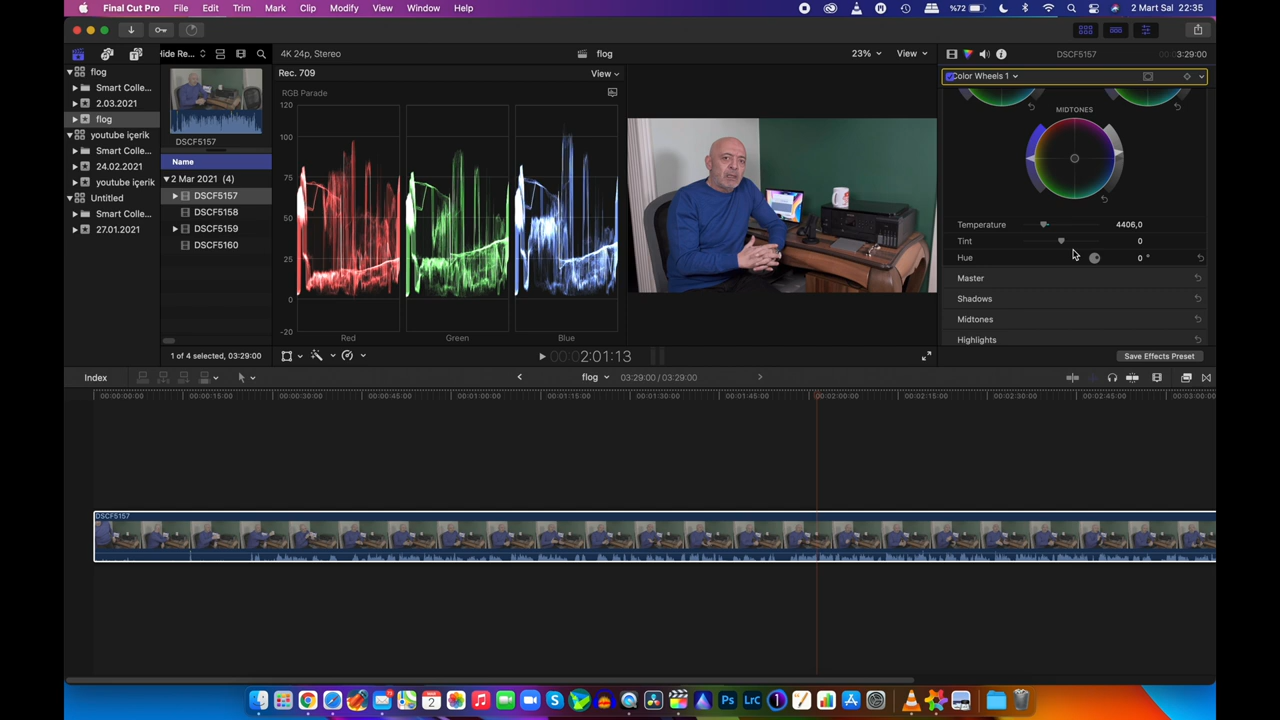 Final Cut Pro File Edit Trim Mark Clip Modify View Window Help
%72 2 Mart Sal 22:35
Hide Re...
4K 24p, Stereo
flog
23% View
DSCF5157
3:29:00
flog
Smart Colle...
2.03.2021
flog
youtube içerik
Smart Colle...
24.02.2021
youtube içerik
Untitled
Smart Colle...
27.01.2021
DSCF5157
Name
2 Mar 2021 (4)
DSCF5157
DSCF5158
DSCF5159
DSCF5160
1 of 4 selected, 03:29:00
Rec. 709
View
RGB Parade
120
100
75
50
25
0
-20
Red Green Blue
00:00:2:01:13
Color Wheels 1
MIDTONES
Temperature 4406,0
Tint 0
Hue 0 °
Master
Shadows
Midtones
Highlights
Save Effects Preset
Index
flog 03:29:00 / 03:29:00
00:00:00:00 00:00:15:00 00:00:30:00 00:00:45:00 00:01:00:00 00:01:15:00 00:01:30:00 00:01:45:00 00:02:00:00 00:02:15:00 00:02:30:00 00:02:45:00 00:03:00:00
DSCF5157
Ps Lrc